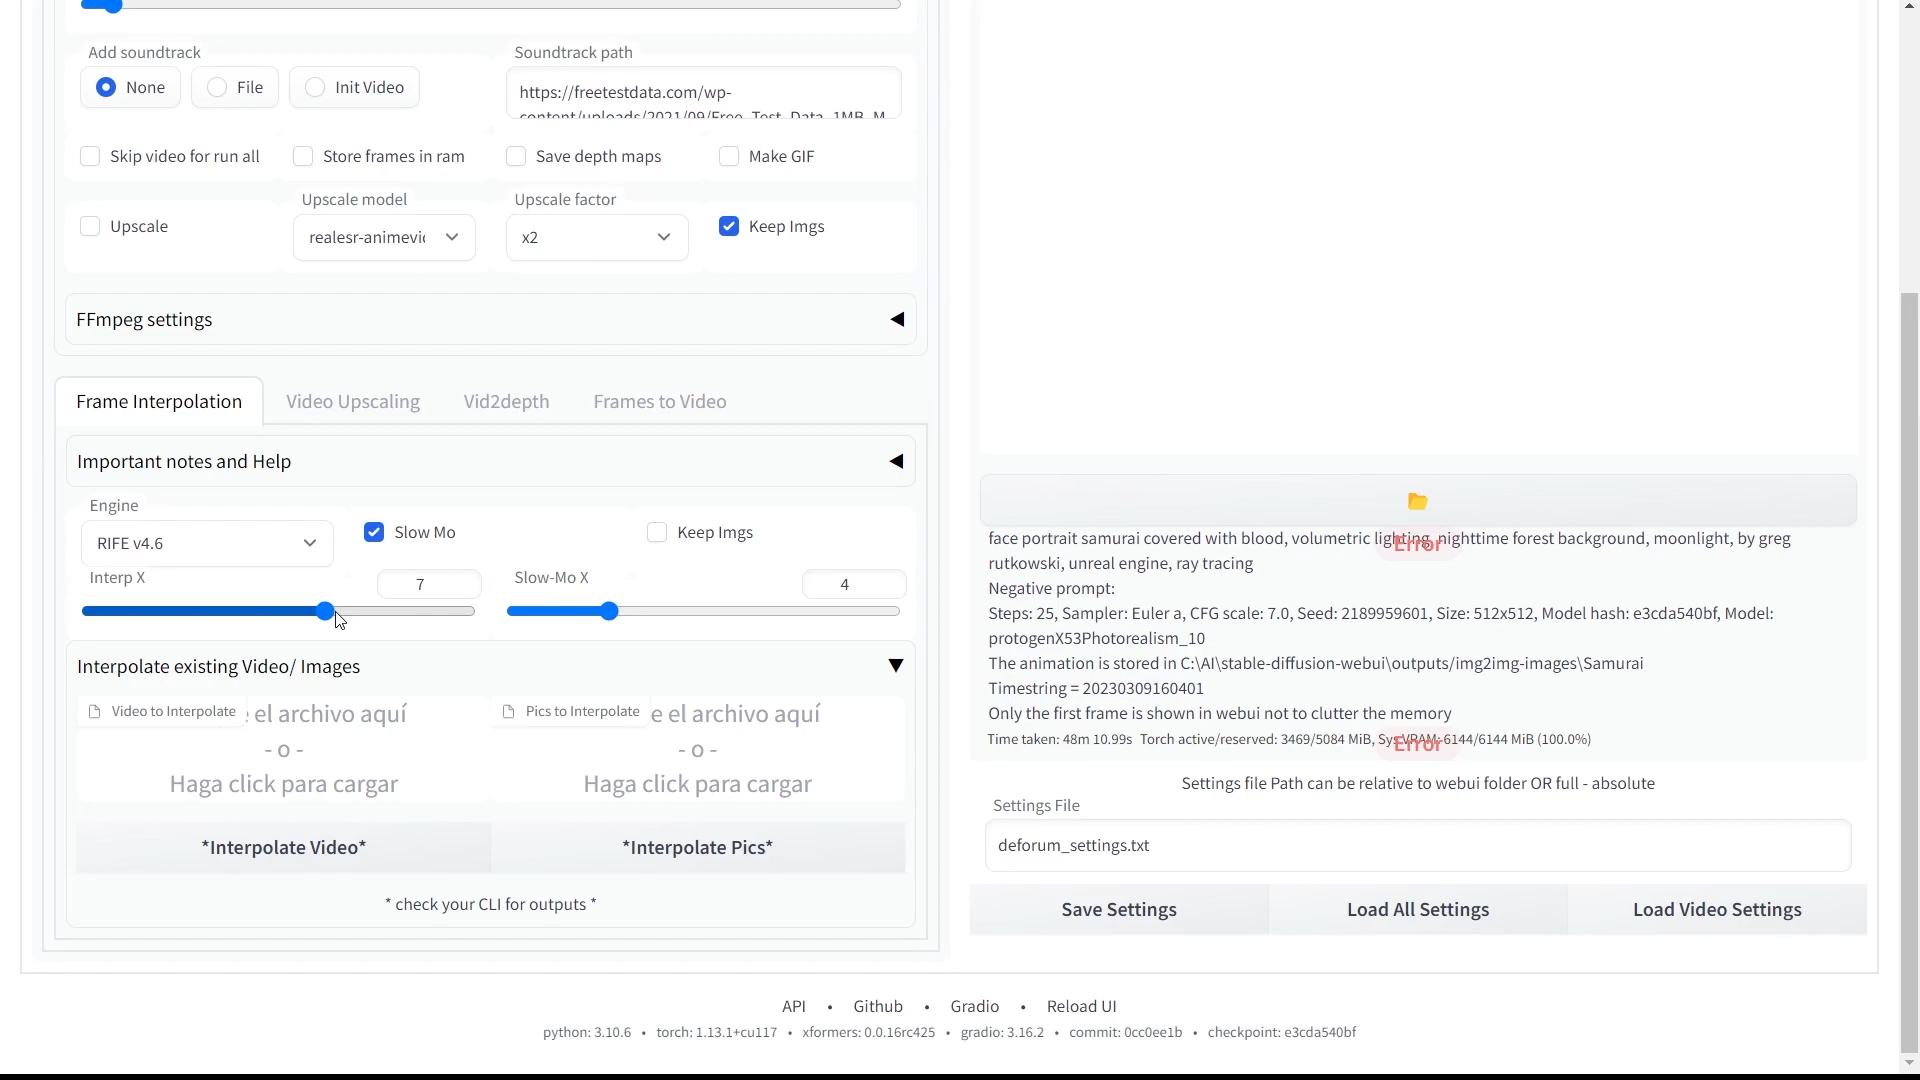 Add soundtrack
None
File
Init Video
Soundtrack path
https://freetestdata.com/wp-
content/uploads/2021/09/Free_Test_Data_1MB_M
Skip video for run all
Store frames in ram
Save depth maps
Make GIF
Upscale
Upscale model
realesr-animevi
Upscale factor
x2
Keep Imgs
FFmpeg settings
Frame Interpolation
Video Upscaling
Vid2depth
Frames to Video
Important notes and Help
Engine
RIFE v4.6
Slow Mo
Keep Imgs
Interp X
7
Slow-Mo X
4
Interpolate existing Video/ Images
Video to Interpolate
e el archivo aquí
- o -
Haga click para cargar
Pics to Interpolate
e el archivo aquí
- o -
Haga click para cargar
*Interpolate Video*
*Interpolate Pics*
* check your CLI for outputs *
face portrait samurai covered with blood, volumetric lighting, nighttime forest background, moonlight, by greg
rutkowski, unreal engine, ray tracing
Error
Negative prompt:
Steps: 25, Sampler: Euler a, CFG scale: 7.0, Seed: 2189959601, Size: 512x512, Model hash: e3cda540bf, Model:
protogenX53Photorealism_10
The animation is stored in C:\AI\stable-diffusion-webui\outputs/img2img-images\Samurai
Timestring = 20230309160401
Only the first frame is shown in webui not to clutter the memory
Time taken: 48m 10.99s Torch active/reserved: 3469/5084 MiB, Sys VRAM: 6144/6144 MiB (100.0%)
Error
Settings file Path can be relative to webui folder OR full - absolute
Settings File
deforum_settings.txt
Save Settings
Load All Settings
Load Video Settings
API • Github • Gradio • Reload UI
python: 3.10.6 • torch: 1.13.1+cu117 • xformers: 0.0.16rc425 • gradio: 3.16.2 • commit: 0cc0ee1b • checkpoint: e3cda540bf